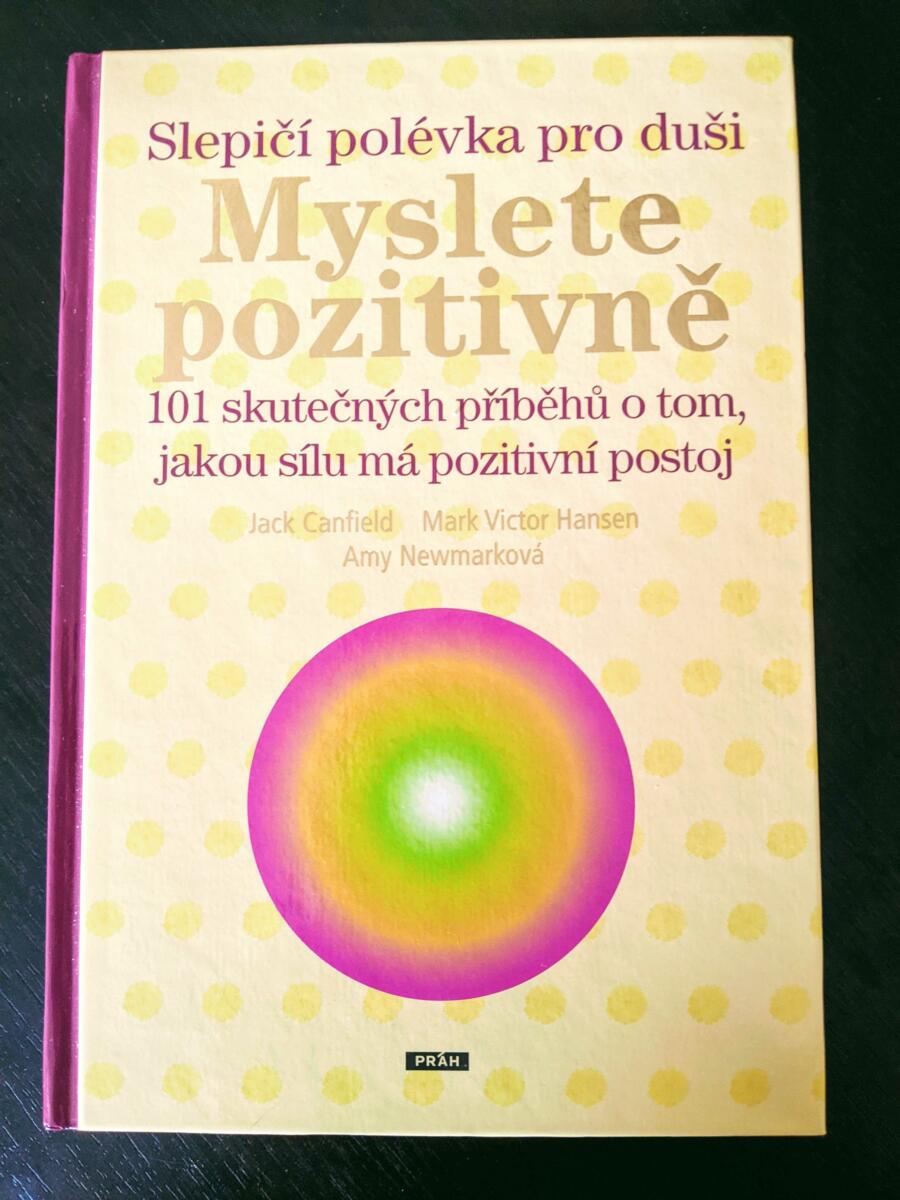 Slepičí polévka pro duši
Myslete
pozitivně
101 skutečných příběhů o tom,
jakou sílu má pozitivní postoj
Jack Canfield Mark Victor Hansen
Amy Newmarková
PRÁH